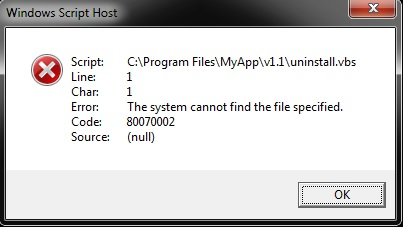 Windows Script Host
Script: C:\Program Files\MyApp\v1.1\uninstall.vbs
Line: 1
Char: 1
Error: The system cannot find the file specified.
Code: 80070002
Source: (null)
OK